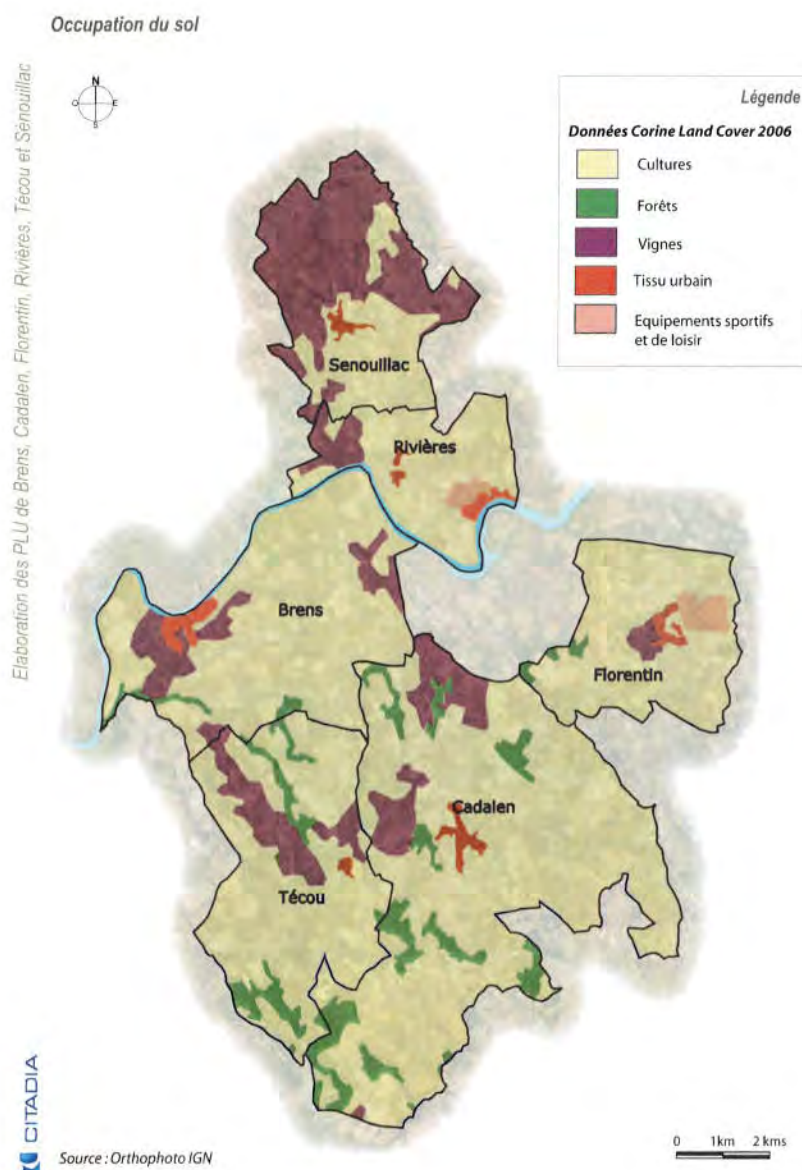 Occupation du sol
Elaboration des PLU de Brens, Cadalen, Florentin, Rivières, Técou et Sénouillac
N
O
E
S
Légende
Données Corine Land Cover 2006
Cultures
Forêts
Vignes
Tissu urbain
Equipements sportifs
et de loisir
Senouillac
Rivières
Brens
Florentin
Cadalen
Técou
CITADIA
Source : Orthophoto IGN
0 1km 2 kms